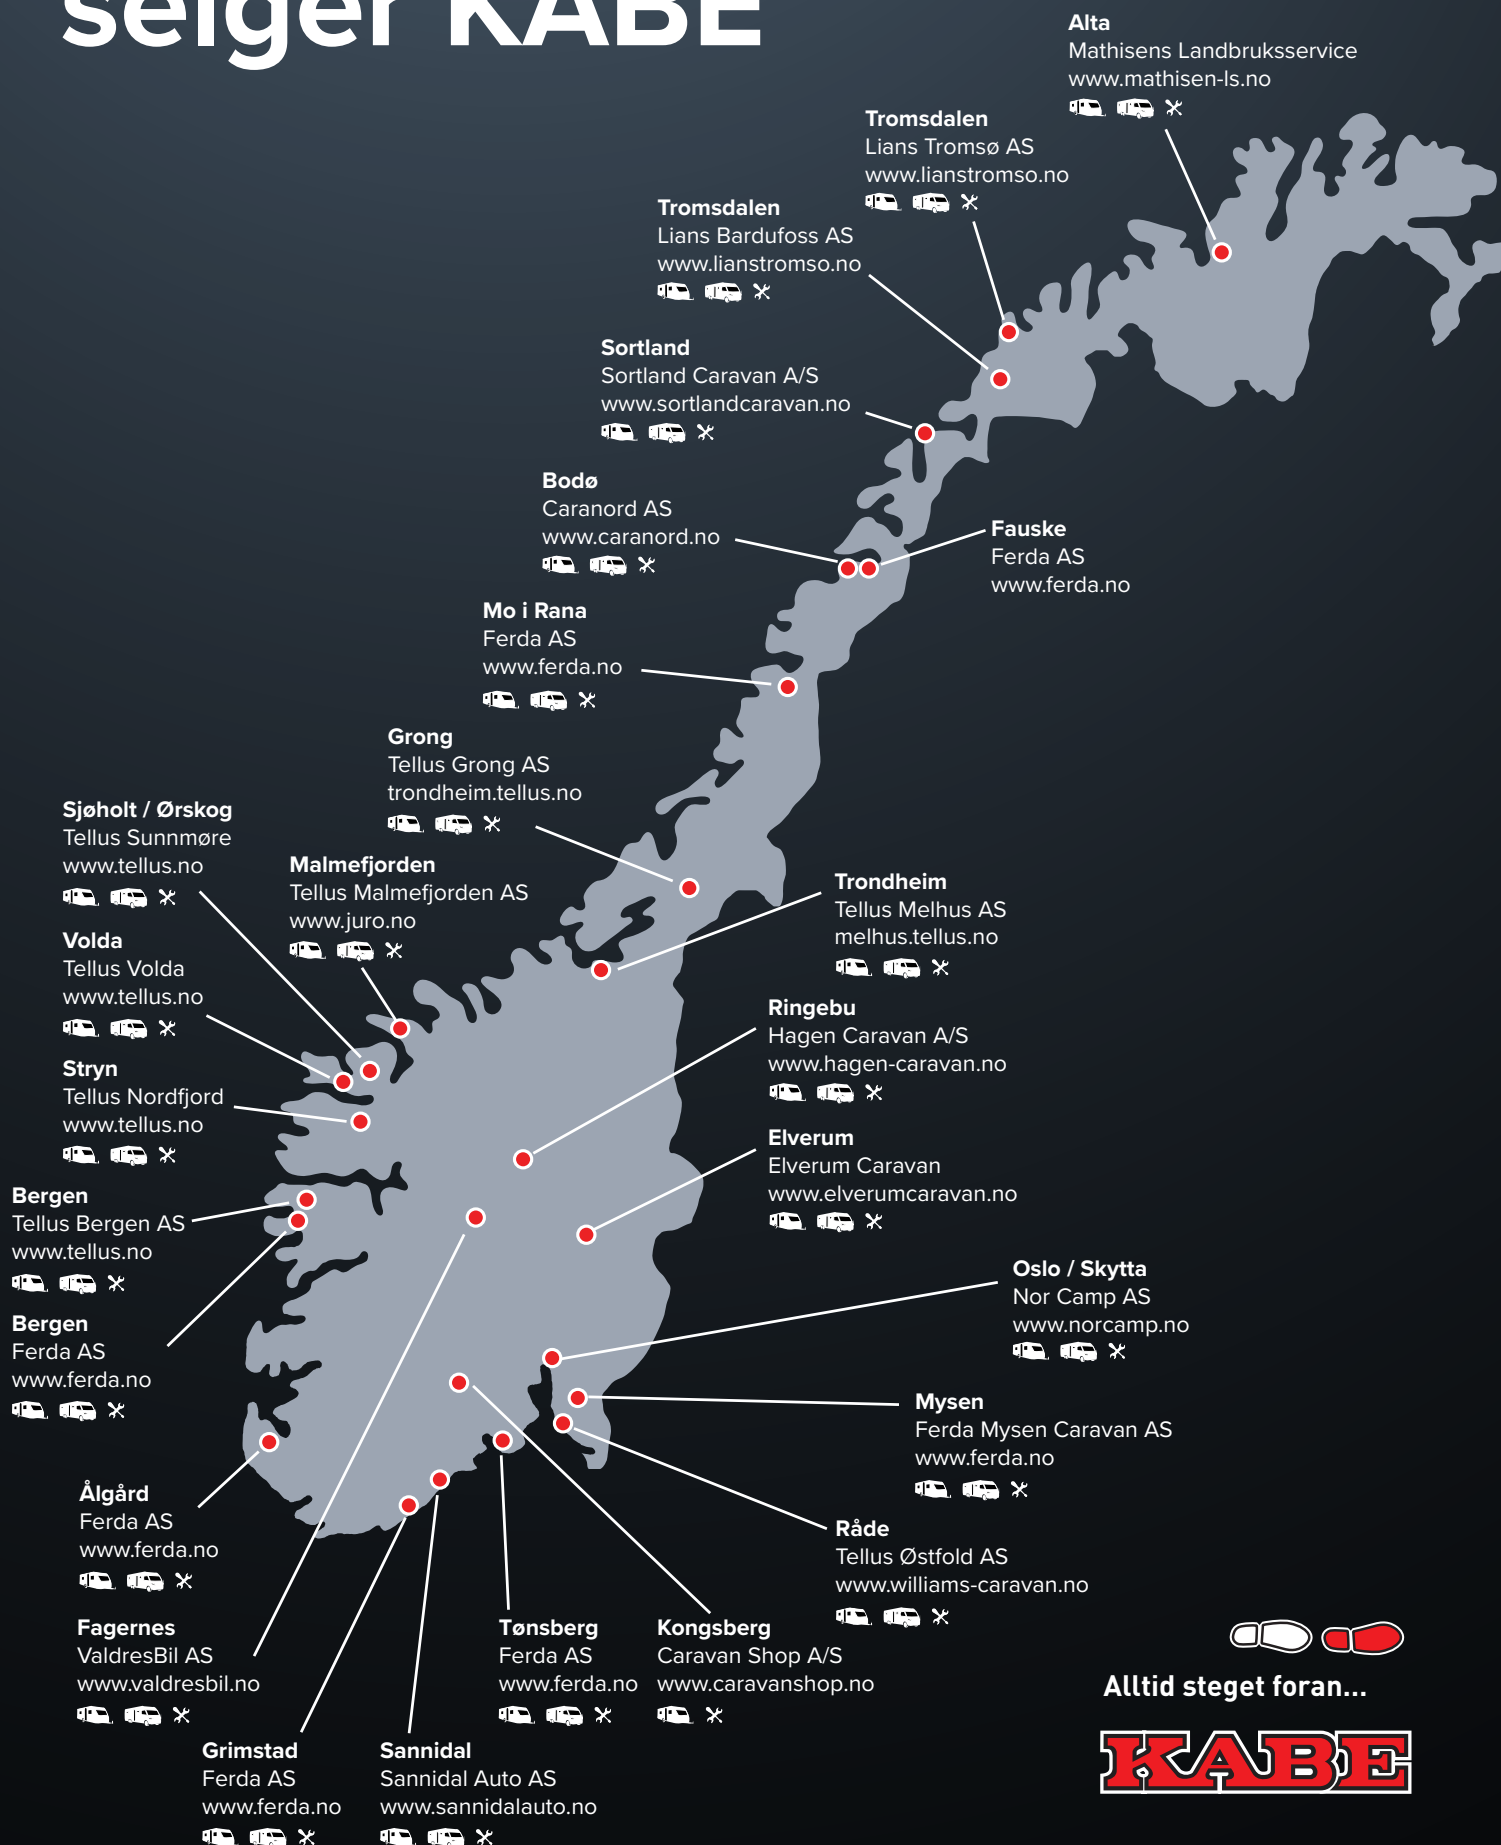 selger KABE
Alta
Mathisens Landbruksservice
www.mathisen-ls.no
Tromsdalen
Lians Tromsø AS
www.lianstromso.no
Tromsdalen
Lians Bardufoss AS
www.lianstromso.no
Sortland
Sortland Caravan A/S
www.sortlandcaravan.no
Bodø
Caranord AS
www.caranord.no
Fauske
Ferda AS
www.ferda.no
Mo i Rana
Ferda AS
www.ferda.no
Grong
Tellus Grong AS
trondheim.tellus.no
Sjøholt / Ørskog
Tellus Sunnmøre
www.tellus.no
Malmefjorden
Tellus Malmefjorden AS
www.juro.no
Trondheim
Tellus Melhus AS
melhus.tellus.no
Volda
Tellus Volda
www.tellus.no
Ringebu
Hagen Caravan A/S
www.hagen-caravan.no
Stryn
Tellus Nordfjord
www.tellus.no
Elverum
Elverum Caravan
www.elverumcaravan.no
Bergen
Tellus Bergen AS
www.tellus.no
Oslo / Skytta
Nor Camp AS
www.norcamp.no
Bergen
Ferda AS
www.ferda.no
Mysen
Ferda Mysen Caravan AS
www.ferda.no
Ålgård
Ferda AS
www.ferda.no
Råde
Tellus Østfold AS
www.williams-caravan.no
Fagernes
ValdresBil AS
www.valdresbil.no
Tønsberg
Ferda AS
www.ferda.no
Kongsberg
Caravan Shop A/S
www.caravanshop.no
Grimstad
Ferda AS
www.ferda.no
Sannidal
Sannidal Auto AS
www.sannidalauto.no
Alltid steget foran...
KABE